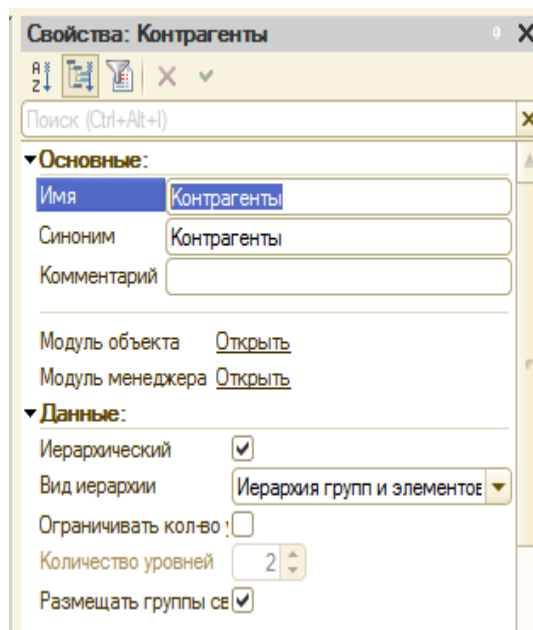 Свойства: Контрагенты
Поиск (Ctrl+Alt+I)
Основные:
Имя Контрагенты
Синоним Контрагенты
Комментарий
Модуль объекта Открыть
Модуль менеджера Открыть
Данные:
Иерархический
Вид иерархии Иерархия групп и элементов
Ограничивать кол-во у
Количество уровней 2
Размещать группы св